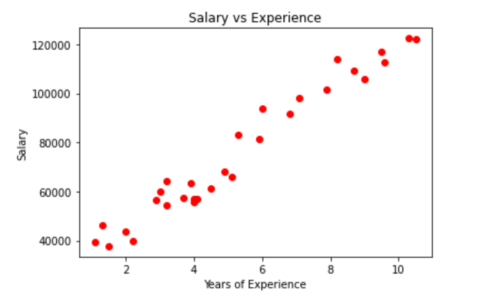 Salary vs Experience
120000
100000
80000
60000
40000
Salary
2 4 6 8 10
Years of Experience